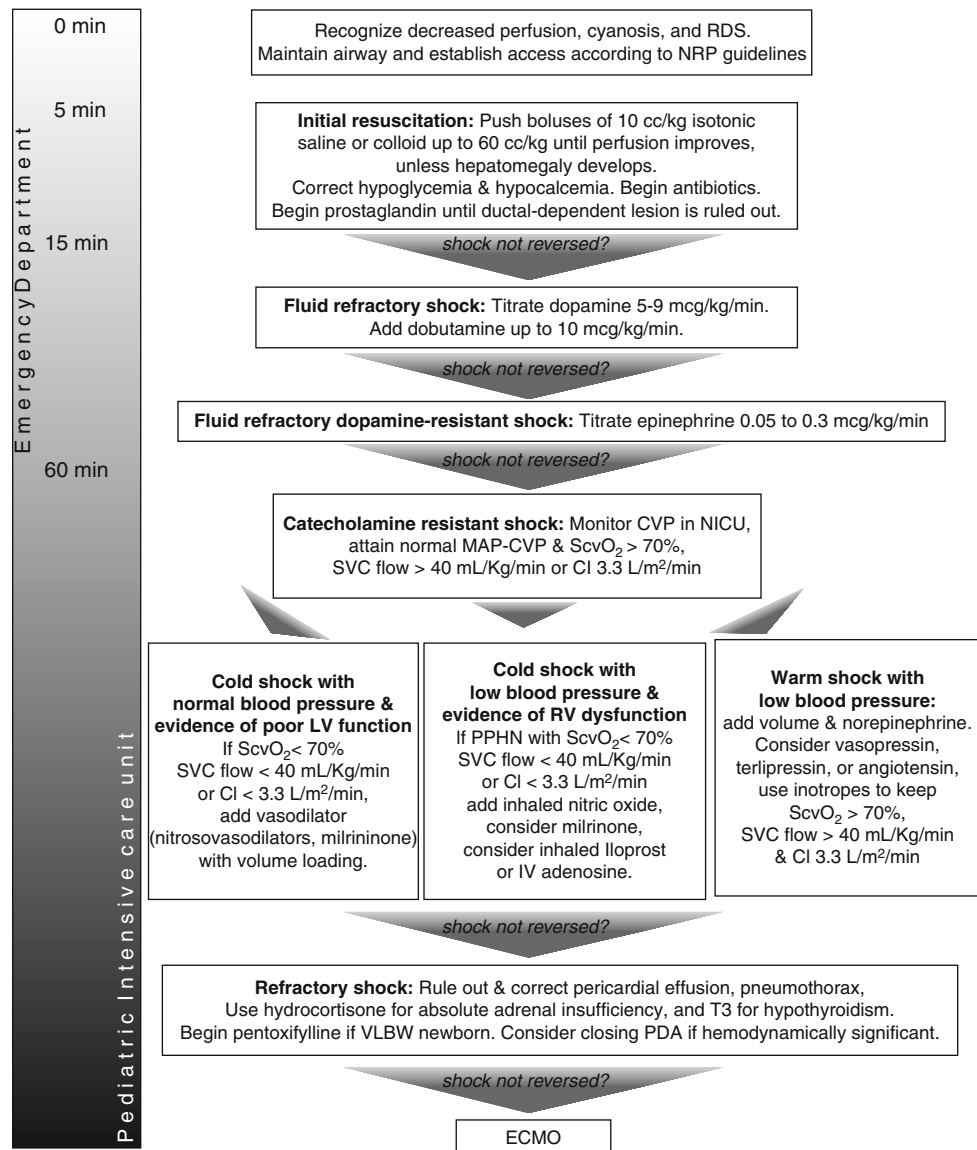 0 min
Recognize decreased perfusion, cyanosis, and RDS.
Maintain airway and establish access according to NRP guidelines
5 min
Initial resuscitation: Push boluses of 10 cc/kg isotonic
saline or colloid up to 60 cc/kg until perfusion improves,
unless hepatomegaly develops.
Correct hypoglycemia & hypocalcemia. Begin antibiotics.
Begin prostaglandin until ductal-dependent lesion is ruled out.
15 min
shock not reversed?
Fluid refractory shock: Titrate dopamine 5-9 mcg/kg/min.
Add dobutamine up to 10 mcg/kg/min.
shock not reversed?
Fluid refractory dopamine-resistant shock: Titrate epinephrine 0.05 to 0.3 mcg/kg/min
EmergencyDepartment
60 min
shock not reversed?
Catecholamine resistant shock: Monitor CVP in NICU,
attain normal MAP-CVP & ScvO₂ > 70%,
SVC flow > 40 mL/Kg/min or CI 3.3 L/m²/min
Cold shock with
normal blood pressure &
evidence of poor LV function
If ScvO₂< 70%
SVC flow < 40 mL/Kg/min
or CI < 3.3 L/m²/min,
add vasodilator
(nitrosovasodilators, milrininone)
with volume loading.
Cold shock with
low blood pressure &
evidence of RV dysfunction
If PPHN with ScvO₂< 70%
SVC flow < 40 mL/Kg/min
or CI < 3.3 L/m²/min
add inhaled nitric oxide,
consider milrinone,
consider inhaled Iloprost
or IV adenosine.
Warm shock with
low blood pressure:
add volume & norepinephrine.
Consider vasopressin,
terlipressin, or angiotensin,
use inotropes to keep
ScvO₂ > 70%,
SVC flow > 40 mL/Kg/min
& CI 3.3 L/m²/min
Pediatric Intensive care unit
shock not reversed?
Refractory shock: Rule out & correct pericardial effusion, pneumothorax,
Use hydrocortisone for absolute adrenal insufficiency, and T3 for hypothyroidism.
Begin pentoxifylline if VLBW newborn. Consider closing PDA if hemodynamically significant.
shock not reversed?
ECMO